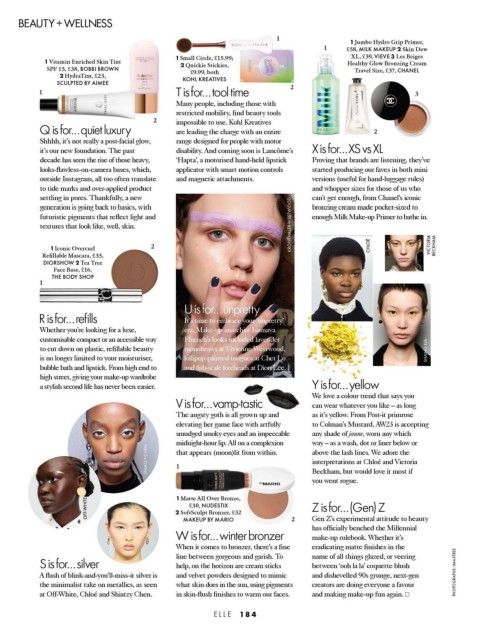 BEAUTY + WELLNESS
1 Vitamin Enriched Skin Tint
SPF 15, £38, BOBBI BROWN
2 HydraTint, £23,
SCULPTED BY AIMEE
1
2
Q is for... quiet luxury
Shhhh, it's not really a post-facial glow,
it's our new foundation. The past
decade has seen the rise of those heavy,
looks-flawless-on-camera bases, which,
outside Instagram, all too often translate
to tide marks and over-applied product
settling in pores. Thankfully, a new
generation is going back to basics, with
futuristic pigments that reflect light and
textures that look like, well, skin.
1 Iconic Overcurl
Refillable Mascara, £35,
DIORSHOW 2 Tea Tree
Face Base, £16,
THE BODY SHOP
2
1
R is for... refills
Whether you're looking for a luxe,
customisable compact or an accessible way
to cut down on plastic, refillable beauty
is no longer limited to your moisturiser,
bubble bath and lipstick. From high end to
high street, giving your make-up wardrobe
a stylish second life has never been easier.
OFF-WHITE
S is for... silver
A flush of blink-and-you'll-miss-it silver is
the minimalist take on metallics, as seen
at Off-White, Chloé and Shiatzy Chen.
1
1 Small Circle, £15.99;
2 Quickie Stickies,
£9.99, both
KOHL KREATIVES
2
T is for... tool time
Many people, including those with
restricted mobility, find beauty tools
impossible to use. Kohl Kreatives
are leading the charge with an entire
range designed for people with motor
disability. And coming soon is Lancôme's
'Hapta', a motorised hand-held lipstick
applicator with smart motion controls
and magnetic attachments.
U is for... unpretty
It's time to embrace your 'unpretty'
era. Make-up maverick Isamaya
Ffrench's looks included lavender
monobrows at Vivienne Westwood,
lollipop-painted tongues at Chet Lo
and
at Dion Lee.
V is for... vamp-tastic
The angsty goth is all grown up and
elevating her game face with artfully
smudged smoky eyes and an impeccable
midnight-hour lip. All on a complexion
that appears (moon)lit from within.
1
1 Matte All Over Bronze,
£30, NUDESTIX
2 SoftSculpt Bronzer, £32
MAKEUP BY MARIO
2
W is for... winter bronzer
When it comes to bronzer, there's a fine
line between gorgeous and garish. To
help, on the horizon are cream sticks
and velvet powders designed to mimic
what skin does in the sun, using pigments
in skin-flush finishes to warm our faces.
1 Jumbo Hydro Grip Primer,
£58, MILK MAKEUP 2 Skin Dew
XL, £39, VIEVE 3 Les Beiges
Healthy Glow Bronzing Cream
Travel Size, £37, CHANEL
1
MILK
3
2
X is for... XS vs XL
Proving that brands are listening, they've
started producing our faves in both mini
versions (useful for hand-luggage rules)
and whopper sizes for those of us who
can't get enough, from Chanel's iconic
bronzing cream made pocket-sized to
enough Milk Make-up Primer to bathe in.
CHLOÉ
VICTORIA
BECKHAM
Y is for... yellow
We love a colour trend that says you
can wear whatever you like – as long
as it's yellow. From Post-it primrose
to Colman's Mustard, AW23 is accepting
any shade of jaune, worn any which
way – as a wash, dot or liner below or
above the lash lines. We adore the
interpretations at Chloé and Victoria
Beckham, but would love it most if
you went rogue.
Z is for... (Gen) Z
Gen Z's experimental attitude to beauty
has officially benched the Millennial
make-up rulebook. Whether it's
eradicating matte finishes in the
name of all things glazed, or veering
between 'ooh la la' coquette blush
and dishevelled 90s grunge, next-gen
creators are doing everyone a favour
and making make-up fun again. □
PHOTOGRAPHS: IMAXTREE
ELLE 184